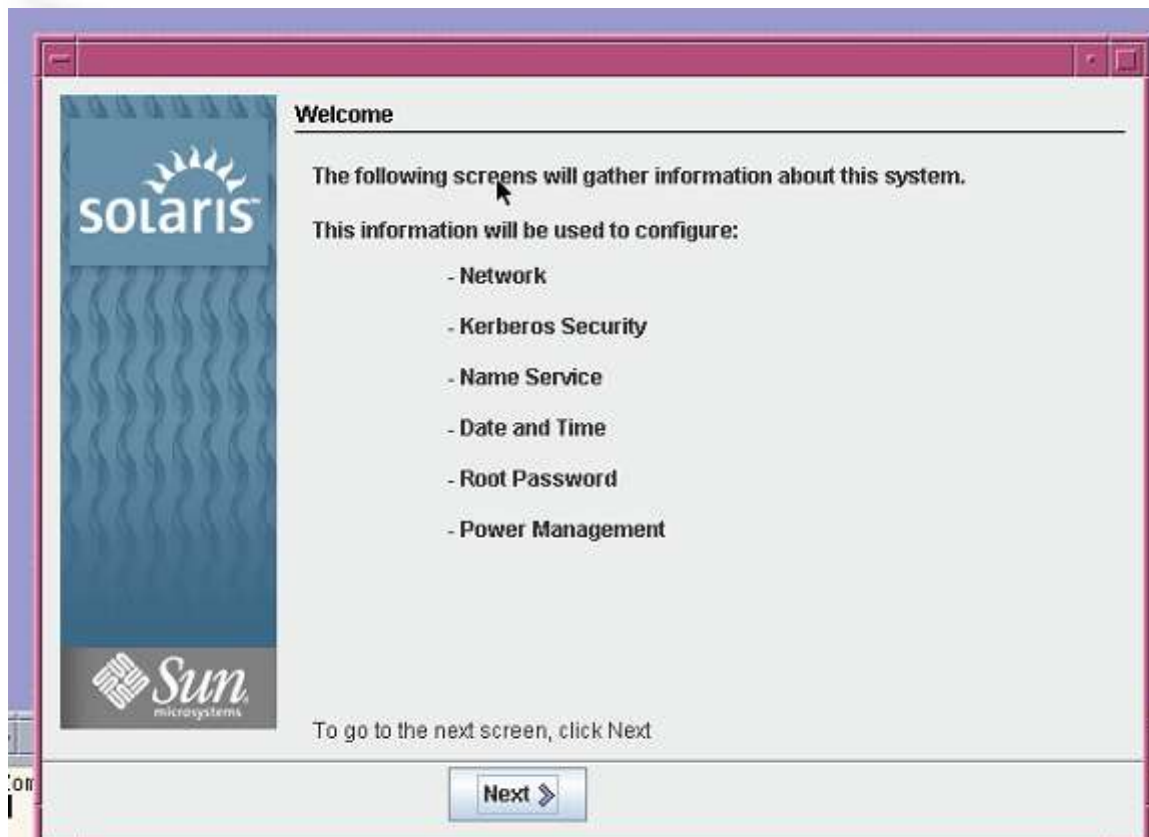 Welcome
solaris
The following screens will gather information about this system.
This information will be used to configure:
- Network
- Kerberos Security
- Name Service
- Date and Time
- Root Password
- Power Management
Sun
microsystems
To go to the next screen, click Next
Next